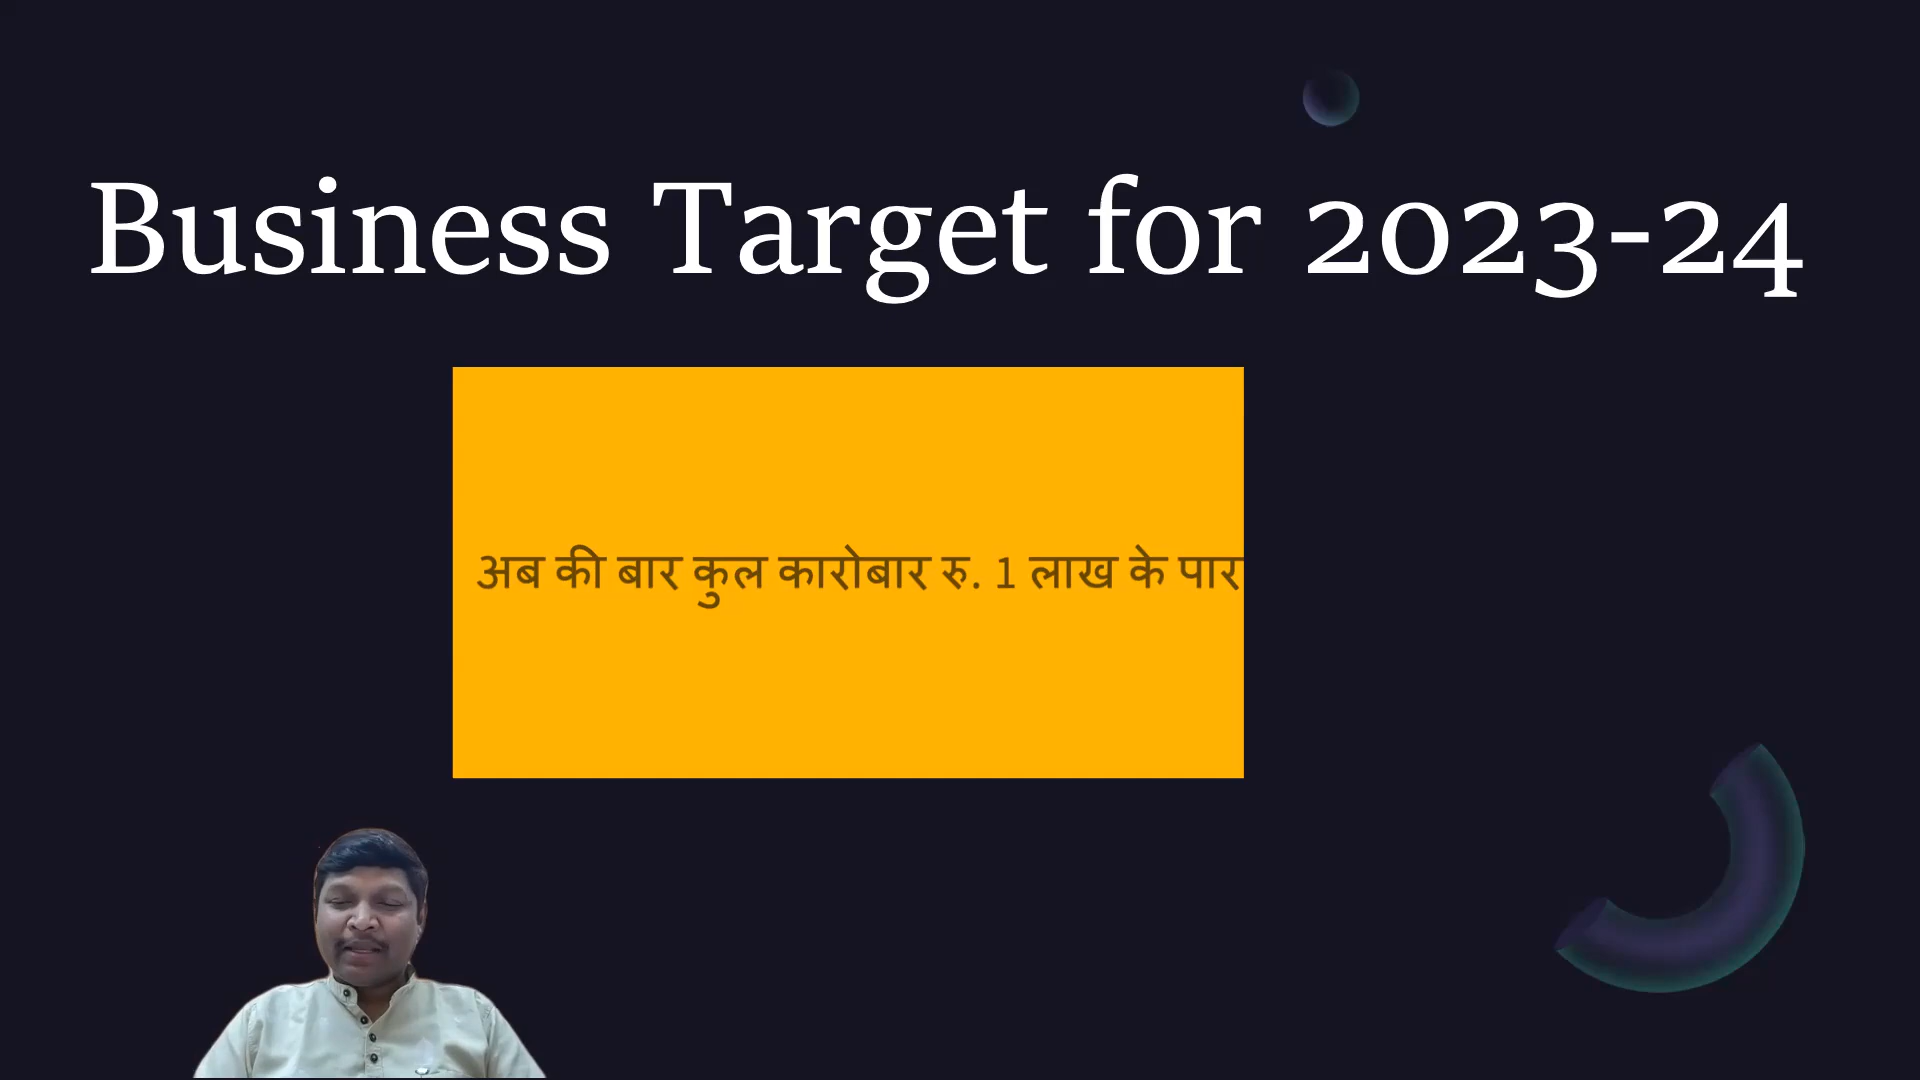 Business Target for 2023-24
अब की बार कुल कारोबार रु. 1 लाख के पार